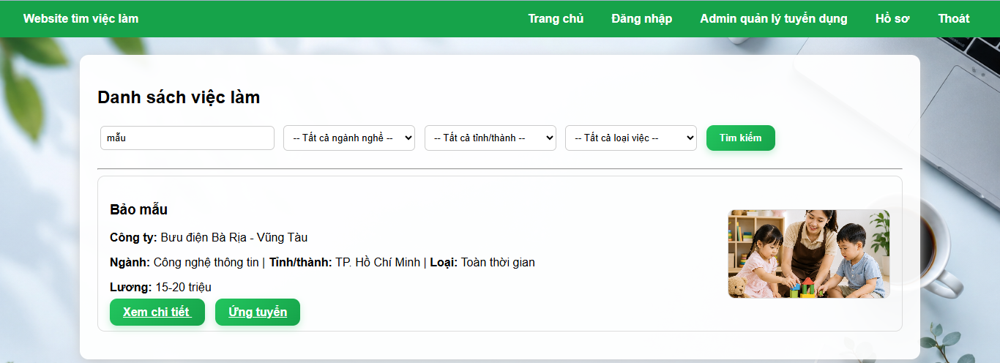 Website tìm việc làm Trang chủ Đăng nhập Admin quản lý tuyển dụng Hồ sơ Thoát
Danh sách việc làm
mẫu -- Tất cả ngành nghề -- -- Tất cả tỉnh/thành -- -- Tất cả loại việc -- Tìm kiếm
Bảo mẫu
Công ty: Bưu điện Bà Rịa - Vũng Tàu
Ngành: Công nghệ thông tin | Tỉnh/thành: TP. Hồ Chí Minh | Loại: Toàn thời gian
Lương: 15-20 triệu
Xem chi tiết Ứng tuyển